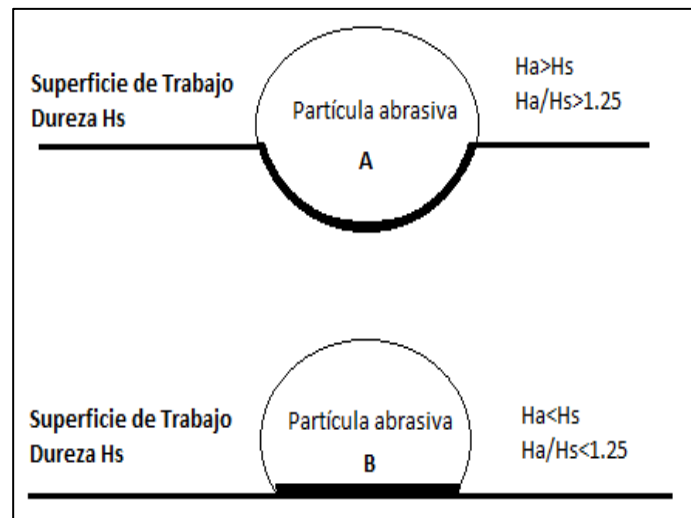 Superficie de Trabajo
Dureza Hs
Partícula abrasiva
A
Ha>Hs
Ha/Hs>1.25
Superficie de Trabajo
Dureza Hs
Partícula abrasiva
B
Ha<Hs
Ha/Hs<1.25